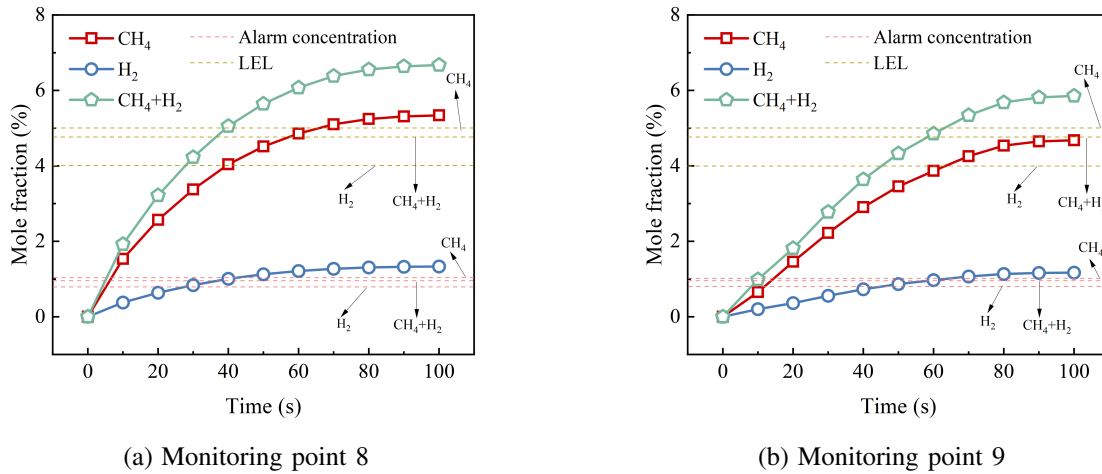 CH₄
H₂
CH₄+H₂
Alarm concentration
LEL
CH₄
H₂
CH₄+H₂
CH₄
H₂
CH₄+H₂
8
6
4
2
0
Mole fraction (%)
0 20 40 60 80 100
Time (s)
(a) Monitoring point 8
CH₄
H₂
CH₄+H₂
Alarm concentration
LEL
CH₄
H₂
CH₄+H
CH₄
H₂
CH₄+H₂
8
6
4
2
0
Mole fraction (%)
0 20 40 60 80 100
Time (s)
(b) Monitoring point 9